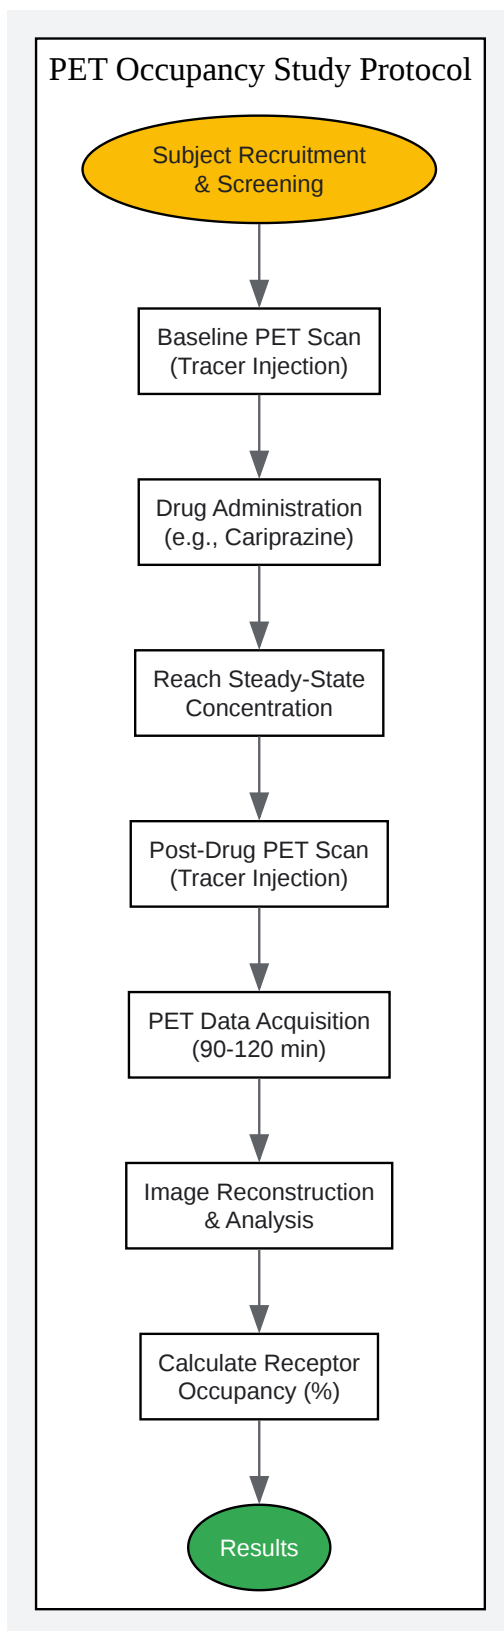 PET Occupancy Study Protocol
Subject Recruitment
& Screening
Baseline PET Scan
(Tracer Injection)
Drug Administration
(e.g., Cariprazine)
Reach Steady-State
Concentration
Post-Drug PET Scan
(Tracer Injection)
PET Data Acquisition
(90-120 min)
Image Reconstruction
& Analysis
Calculate Receptor
Occupancy (%)
Results